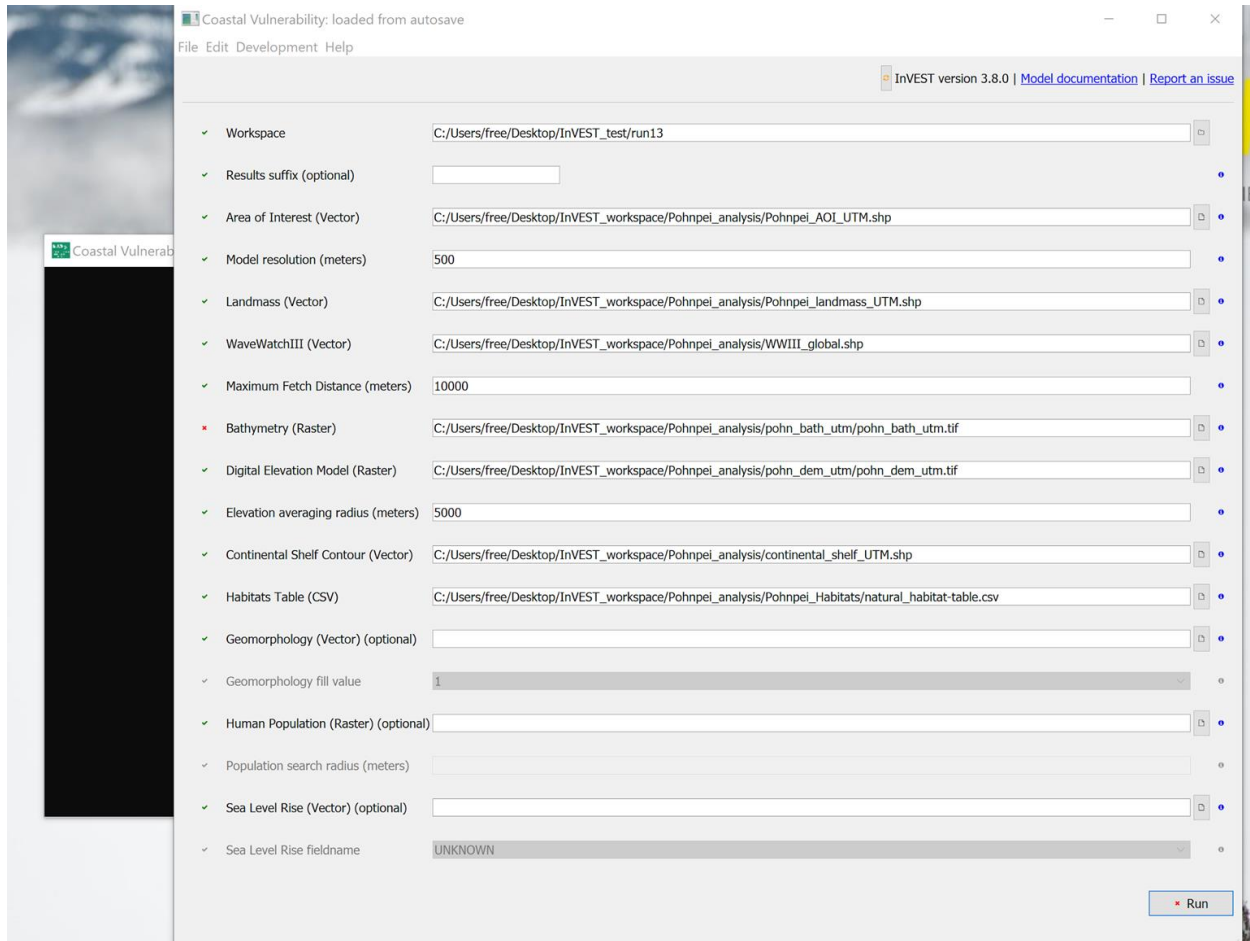 Coastal Vulnerability: loaded from autosave
File Edit Development Help
InVEST version 3.8.0 | Model documentation | Report an issue
Workspace C:/Users/free/Desktop/InVEST_test/run13
Results suffix (optional)
Area of Interest (Vector) C:/Users/free/Desktop/InVEST_workspace/Pohnpei_analysis/Pohnpei_AOI_UTM.shp
Coastal Vulnerab
Model resolution (meters) 500
Landmass (Vector) C:/Users/free/Desktop/InVEST_workspace/Pohnpei_analysis/Pohnpei_landmass_UTM.shp
WaveWatchIII (Vector) C:/Users/free/Desktop/InVEST_workspace/Pohnpei_analysis/WWIII_global.shp
Maximum Fetch Distance (meters) 10000
Bathymetry (Raster) C:/Users/free/Desktop/InVEST_workspace/Pohnpei_analysis/pohn_bath_utm/pohn_bath_utm.tif
Digital Elevation Model (Raster) C:/Users/free/Desktop/InVEST_workspace/Pohnpei_analysis/pohn_dem_utm/pohn_dem_utm.tif
Elevation averaging radius (meters) 5000
Continental Shelf Contour (Vector) C:/Users/free/Desktop/InVEST_workspace/Pohnpei_analysis/continental_shelf_UTM.shp
Habitats Table (CSV) C:/Users/free/Desktop/InVEST_workspace/Pohnpei_analysis/Pohnpei_Habitats/natural_habitat-table.csv
Geomorphology (Vector) (optional)
Geomorphology fill value 1
Human Population (Raster) (optional)
Population search radius (meters)
Sea Level Rise (Vector) (optional)
Sea Level Rise fieldname UNKNOWN
Run